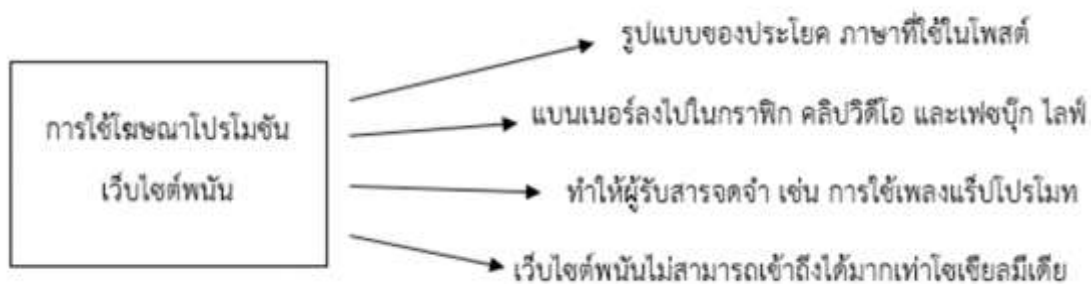 การใช้โฆษณาโปรโมชัน
เว็บไซต์พนัน
รูปแบบของประโยค ภาษาที่ใช้ในโพสต์
แบนเนอร์ลงไปในกราฟิก คลิปวิดีโอ และเฟซบุ๊ก ไลฟ์
ทำให้ผู้รับสารจดจำ เช่น การใช้เพลงแร็ปโปรโมท
เว็บไซต์พนันไม่สามารถเข้าถึงได้มากเท่าโซเชียลมีเดีย